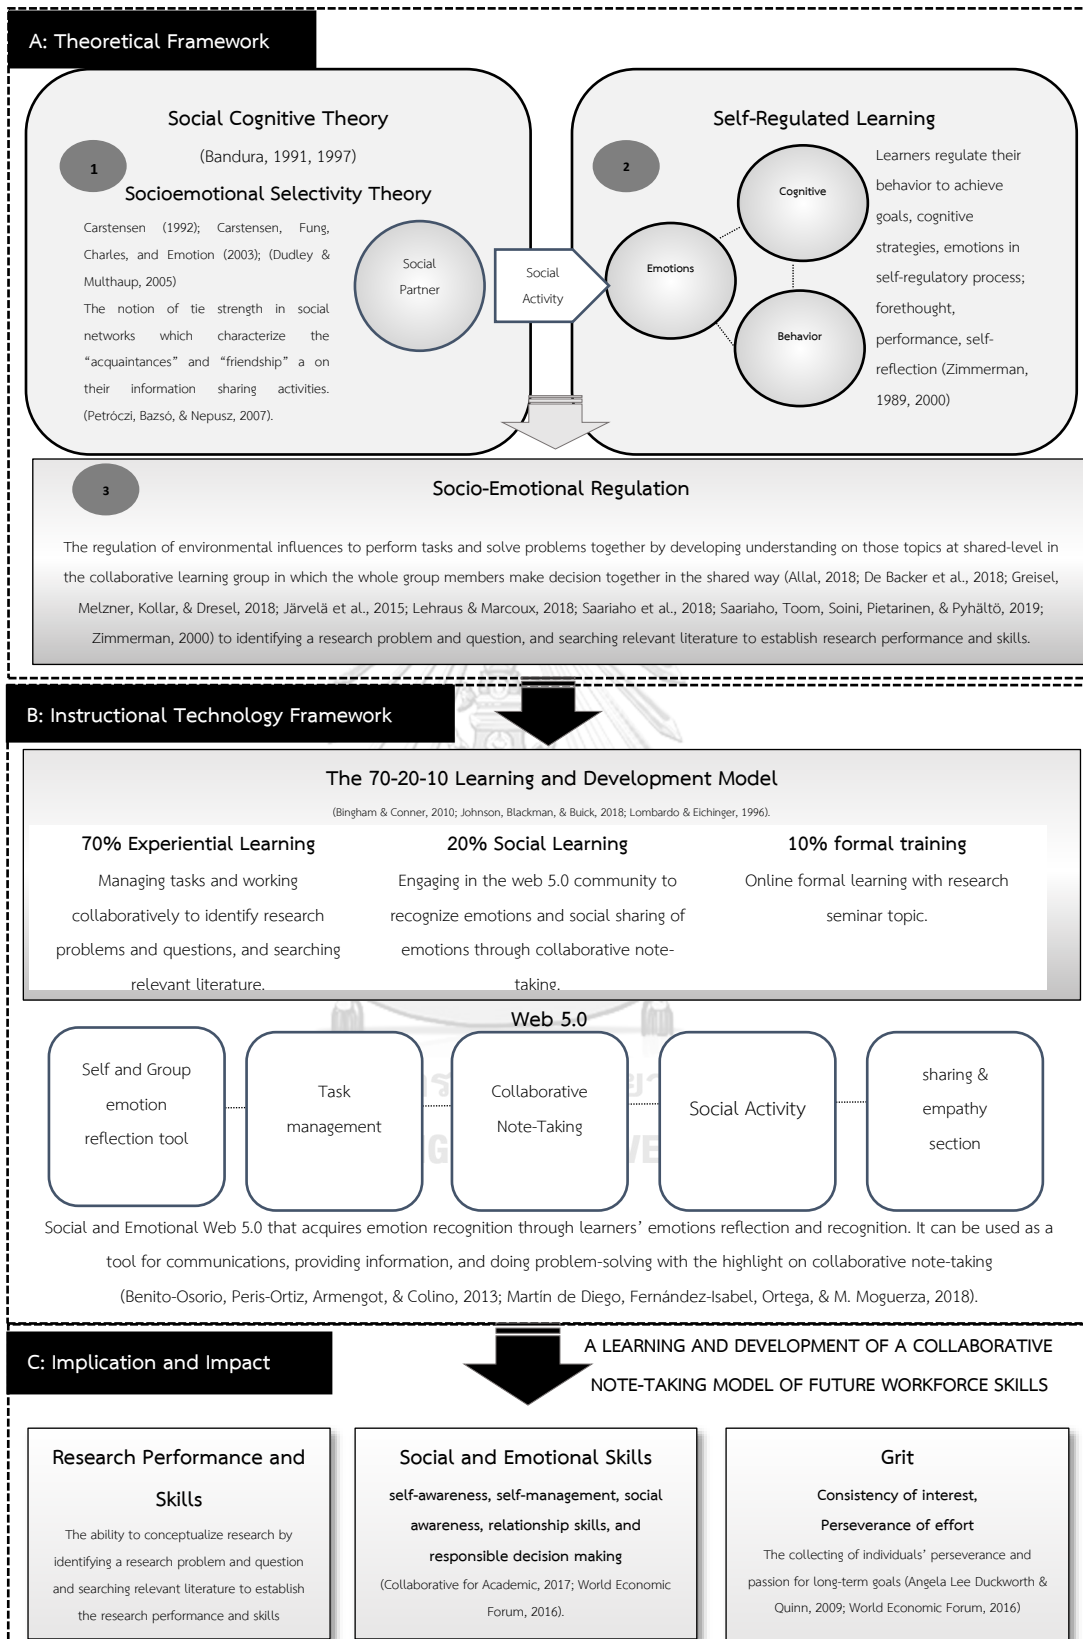 A: Theoretical Framework
Social Cognitive Theory
(Bandura, 1991, 1997)
1
Socioemotional Selectivity Theory
Carstensen (1992); Carstensen, Fung,
Charles, and Emotion (2003); (Dudley &
Multhaup, 2005)
The notion of tie strength in social
networks which characterize the
“acquaintances” and “friendship” a on
their information sharing activities.
(Petróczi, Bazsó, & Nepusz, 2007).
Social
Partner
Social
Activity
Self-Regulated Learning
2
Cognitive
Emotions
Behavior
Learners regulate their
behavior to achieve
goals, cognitive
strategies, emotions in
self-regulatory process;
forethought,
performance, self-
reflection (Zimmerman,
1989, 2000)
3
Socio-Emotional Regulation
The regulation of environmental influences to perform tasks and solve problems together by developing understanding on those topics at shared-level in
the collaborative learning group in which the whole group members make decision together in the shared way (Allal, 2018; De Backer et al., 2018; Greisel,
Melzner, Kollar, & Dresel, 2018; Järvelä et al., 2015; Lehraus & Marcoux, 2018; Saariaho et al., 2018; Saariaho, Toom, Soini, Pietarinen, & Pyhältö, 2019;
Zimmerman, 2000) to identifying a research problem and question, and searching relevant literature to establish research performance and skills.
B: Instructional Technology Framework
The 70-20-10 Learning and Development Model
(Bingham & Conner, 2010; Johnson, Blackman, & Buick, 2018; Lombardo & Eichinger, 1996).
70% Experiential Learning
Managing tasks and working
collaboratively to identify research
problems and questions, and searching
relevant literature.
20% Social Learning
Engaging in the web 5.0 community to
recognize emotions and social sharing of
emotions through collaborative note-
taking.
10% formal training
Online formal learning with research
seminar topic.
Web 5.0
Self and Group
emotion
reflection tool
Task
management
Collaborative
Note-Taking
Social Activity
sharing &
empathy
section
Social and Emotional Web 5.0 that acquires emotion recognition through learners’ emotions reflection and recognition. It can be used as a
tool for communications, providing information, and doing problem-solving with the highlight on collaborative note-taking
(Benito-Osorio, Peris-Ortiz, Armengot, & Colino, 2013; Martín de Diego, Fernández-Isabel, Ortega, & M. Moguerza, 2018).
C: Implication and Impact
A LEARNING AND DEVELOPMENT OF A COLLABORATIVE
NOTE-TAKING MODEL OF FUTURE WORKFORCE SKILLS
Research Performance and
Skills
The ability to conceptualize research by
identifying a research problem and question
and searching relevant literature to establish
the research performance and skills
Social and Emotional Skills
self-awareness, self-management, social
awareness, relationship skills, and
responsible decision making
(Collaborative for Academic, 2017; World Economic
Forum, 2016).
Grit
Consistency of interest,
Perseverance of effort
The collecting of individuals’ perseverance and
passion for long-term goals (Angela Lee Duckworth &
Quinn, 2009; World Economic Forum, 2016)